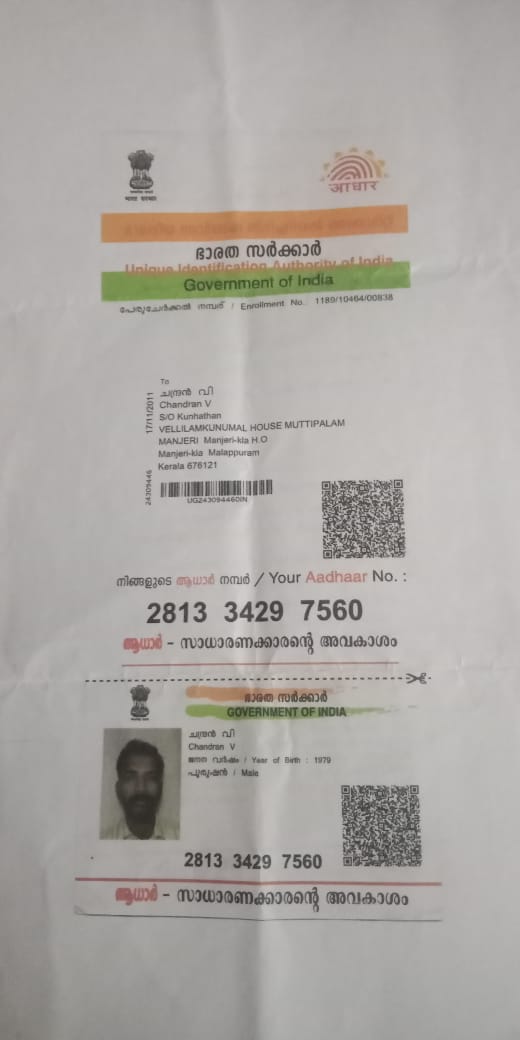 भारत सरकार
आधार
ഭാരത സർക്കാർ
Unique Identification Authority of India
Government of India
പേരുചേർക്കൽ നമ്പര് / Enrollment No.: 1189/10464/00838
To
ചന്ദ്രൻ വി
Chandran V
S/O Kunhathan
VELLILAMKUNUMAL HOUSE MUTTIPALAM
MANJERI Manjeri-kla H.O
Manjeri-kla Malappuram
Kerala 676121
17/11/2011
24309446
UG243094460IN
നിങ്ങളുടെ ആധാർ നമ്പർ / Your Aadhaar No. :
2813 3429 7560
ആധാർ - സാധാരണക്കാരന്റെ അവകാശം
ഭാരത സർക്കാർ
GOVERNMENT OF INDIA
ചന്ദ്രൻ വി
Chandran V
ജനന വർഷം / Year of Birth : 1979
പുരുഷൻ / Male
2813 3429 7560
ആധാർ - സാധാരണക്കാരന്റെ അവകാശം